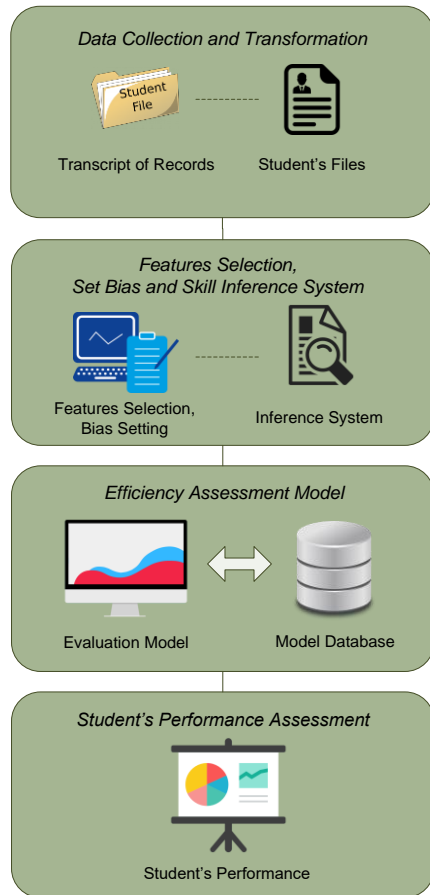 Data Collection and Transformation
Student
File
Transcript of Records
Student's Files
Features Selection,
Set Bias and Skill Inference System
Features Selection,
Bias Setting
Inference System
Efficiency Assessment Model
Evaluation Model
Model Database
Student's Performance Assessment
Student's Performance